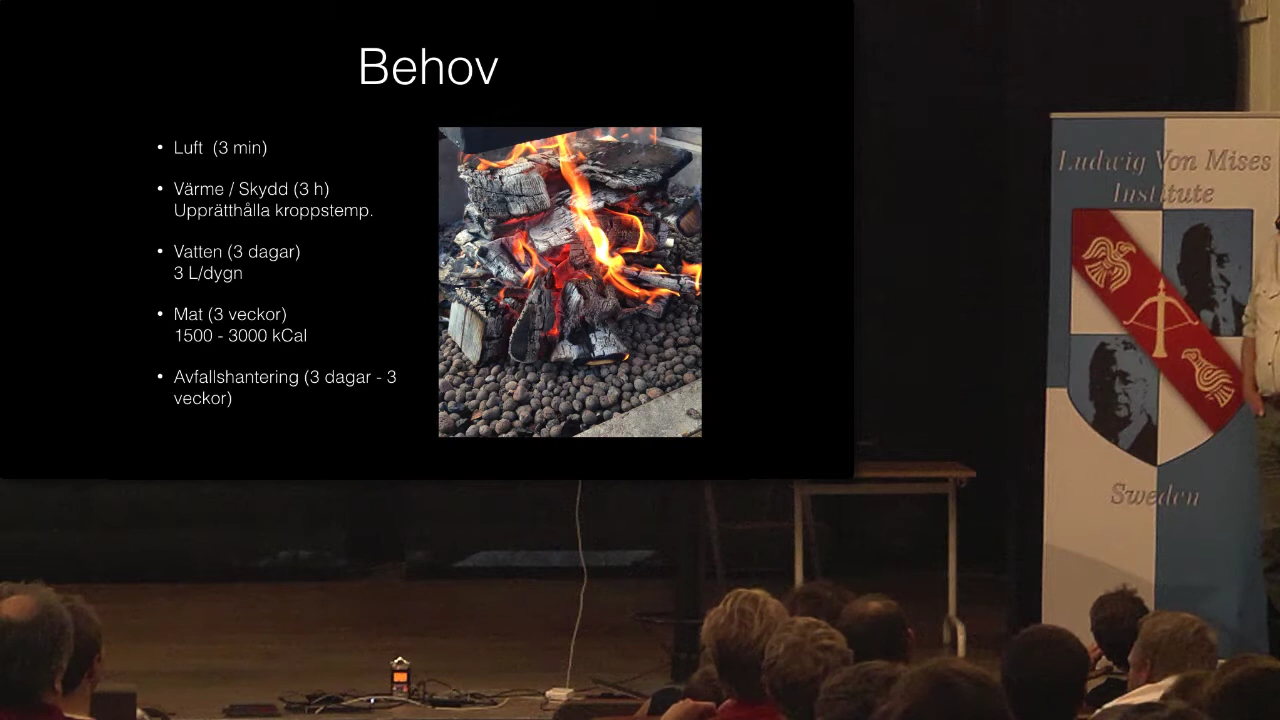 Behov
• Luft (3 min)
• Värme / Skydd (3 h)
Upprätthålla kroppstemp.
• Vatten (3 dagar)
3 L/dygn
• Mat (3 veckor)
1500 - 3000 kCal
• Avfallshantering (3 dagar - 3
veckor)
Ludwig Von Mises
Institute
Sweden